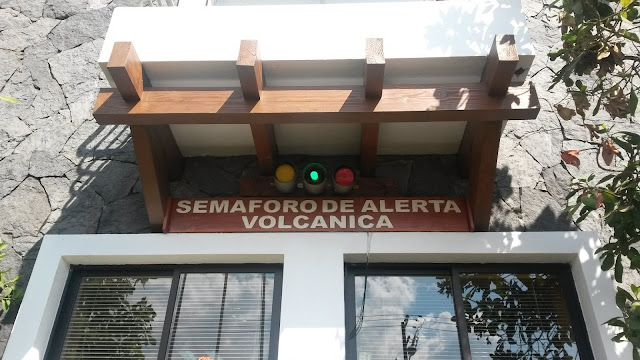 SEMAFORO DE ALERTA
VOLCANICA